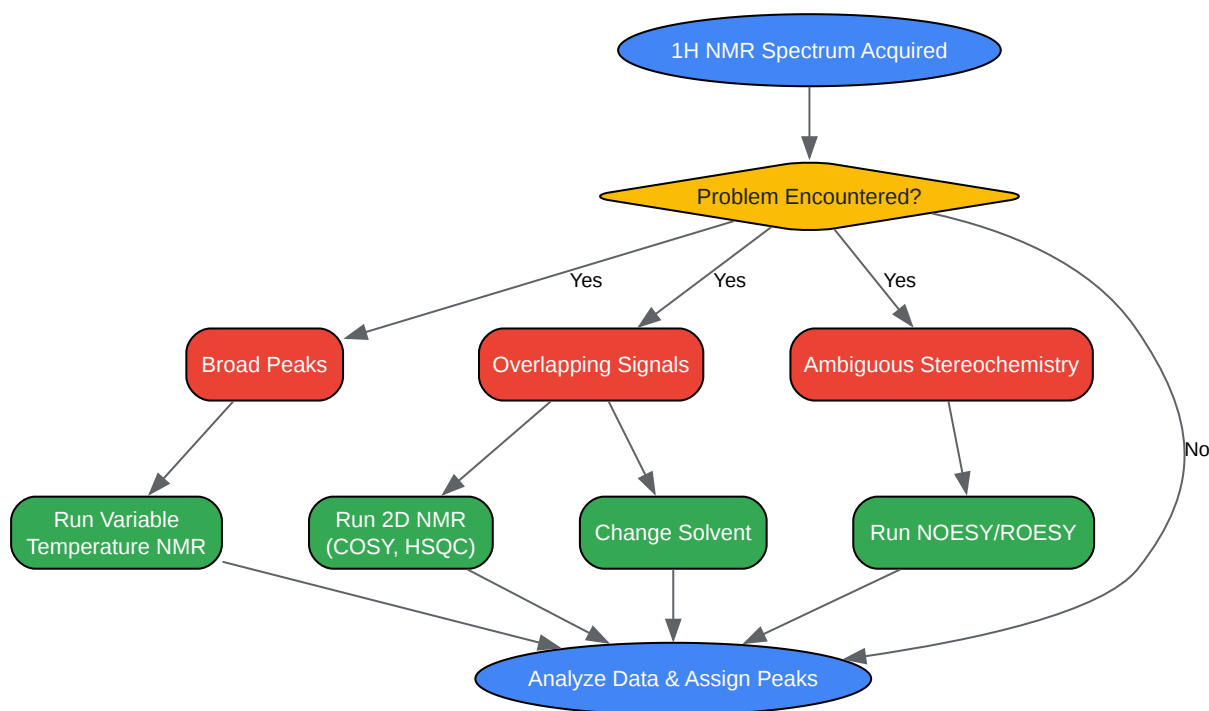 1H NMR Spectrum Acquired
Problem Encountered?
Yes
Yes
Yes
Broad Peaks
Overlapping Signals
Ambiguous Stereochemistry
No
Run Variable
Temperature NMR
Run 2D NMR
(COSY, HSQC)
Change Solvent
Run NOESY/ROESY
Analyze Data & Assign Peaks